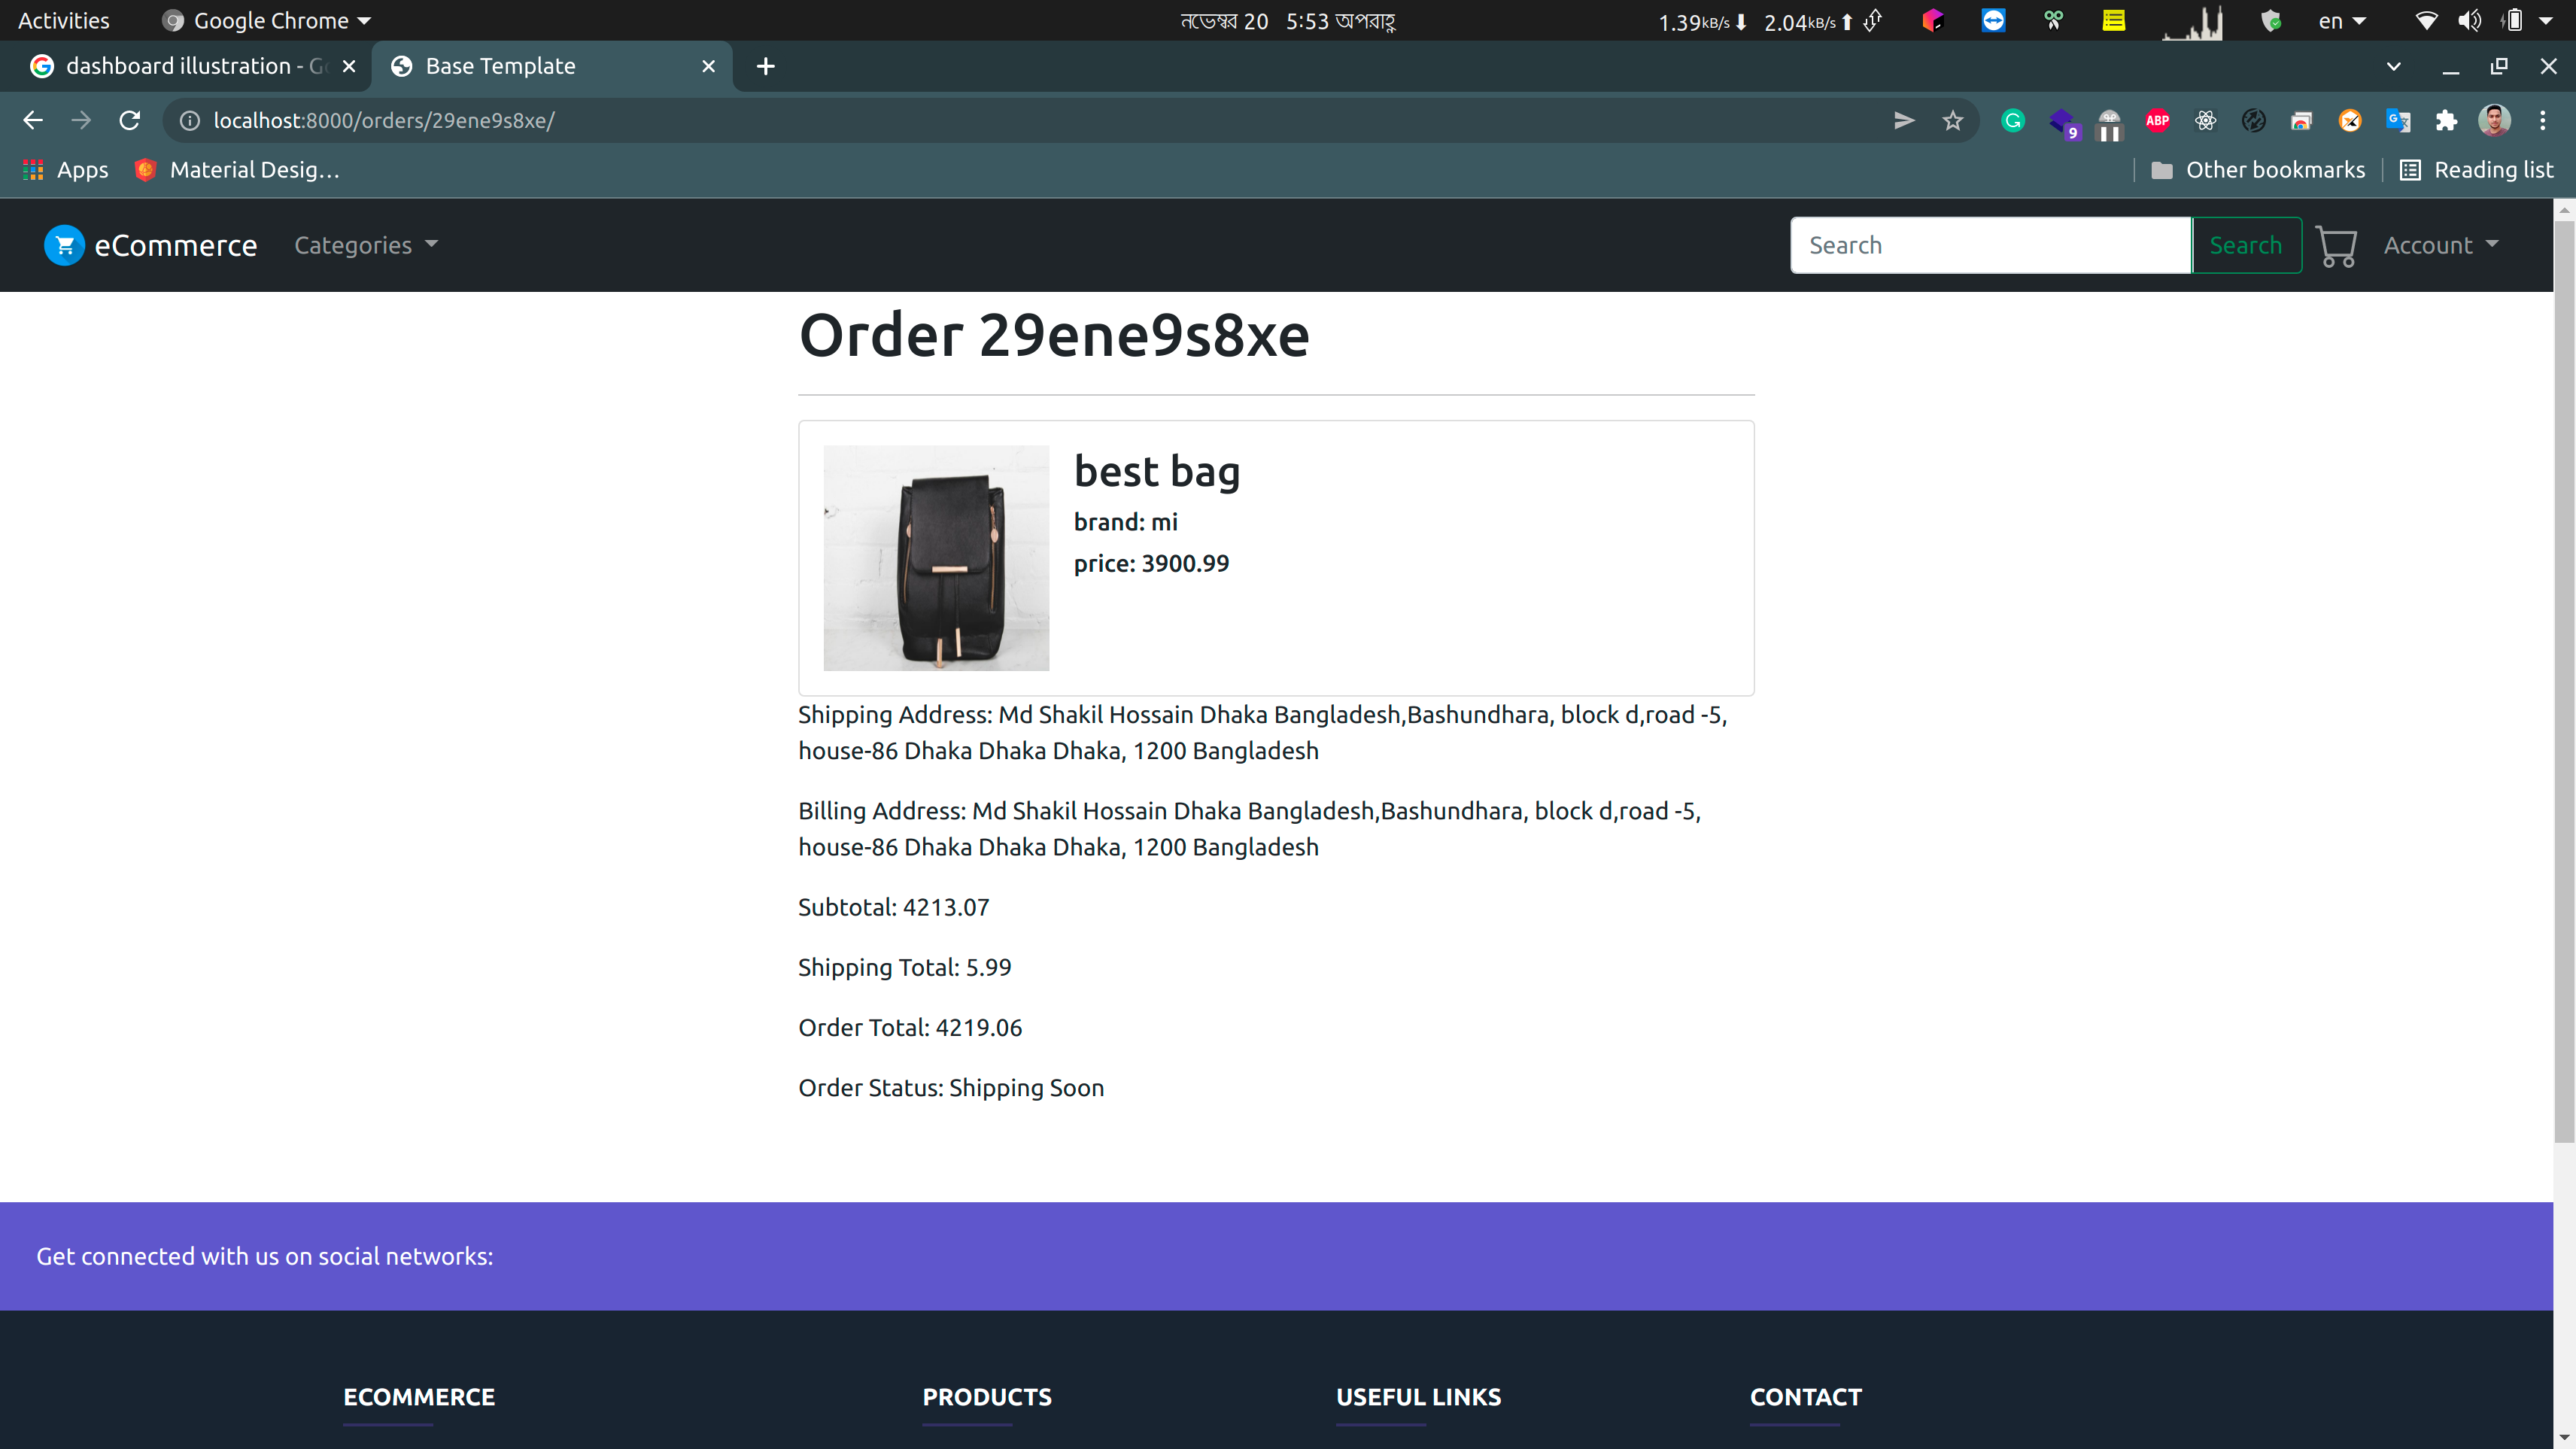 Activities
Google Chrome
নভেম্বর 20 5:53 অপরাহ্ণ
1.39kB/s 2.04kB/s
en
dashboard illustration - Go
Base Template
localhost:8000/orders/29ene9s8xe/
9
ABP
Apps
Material Desig…
Other bookmarks
Reading list
eCommerce
Categories
Search
Search
Account
Order 29ene9s8xe
best bag
brand: mi
price: 3900.99
Shipping Address: Md Shakil Hossain Dhaka Bangladesh,Bashundhara, block d,road -5,
house-86 Dhaka Dhaka Dhaka, 1200 Bangladesh
Billing Address: Md Shakil Hossain Dhaka Bangladesh,Bashundhara, block d,road -5,
house-86 Dhaka Dhaka Dhaka, 1200 Bangladesh
Subtotal: 4213.07
Shipping Total: 5.99
Order Total: 4219.06
Order Status: Shipping Soon
Get connected with us on social networks:
ECOMMERCE
PRODUCTS
USEFUL LINKS
CONTACT